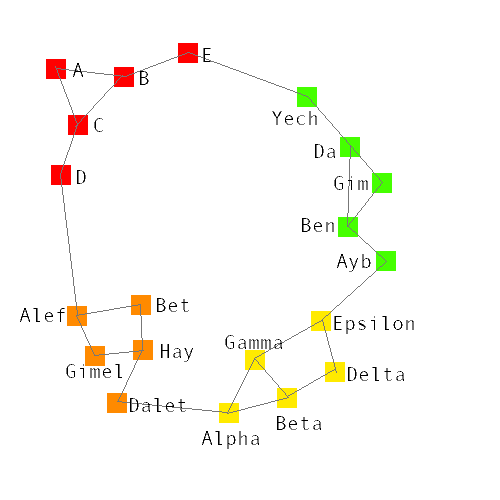 E
A
B
Yech
C
Da
D
Gim
Ben
Ayb
Bet
Alef
Epsilon
Gamma
Hay
Gimel
Delta
Dalet
Beta
Alpha